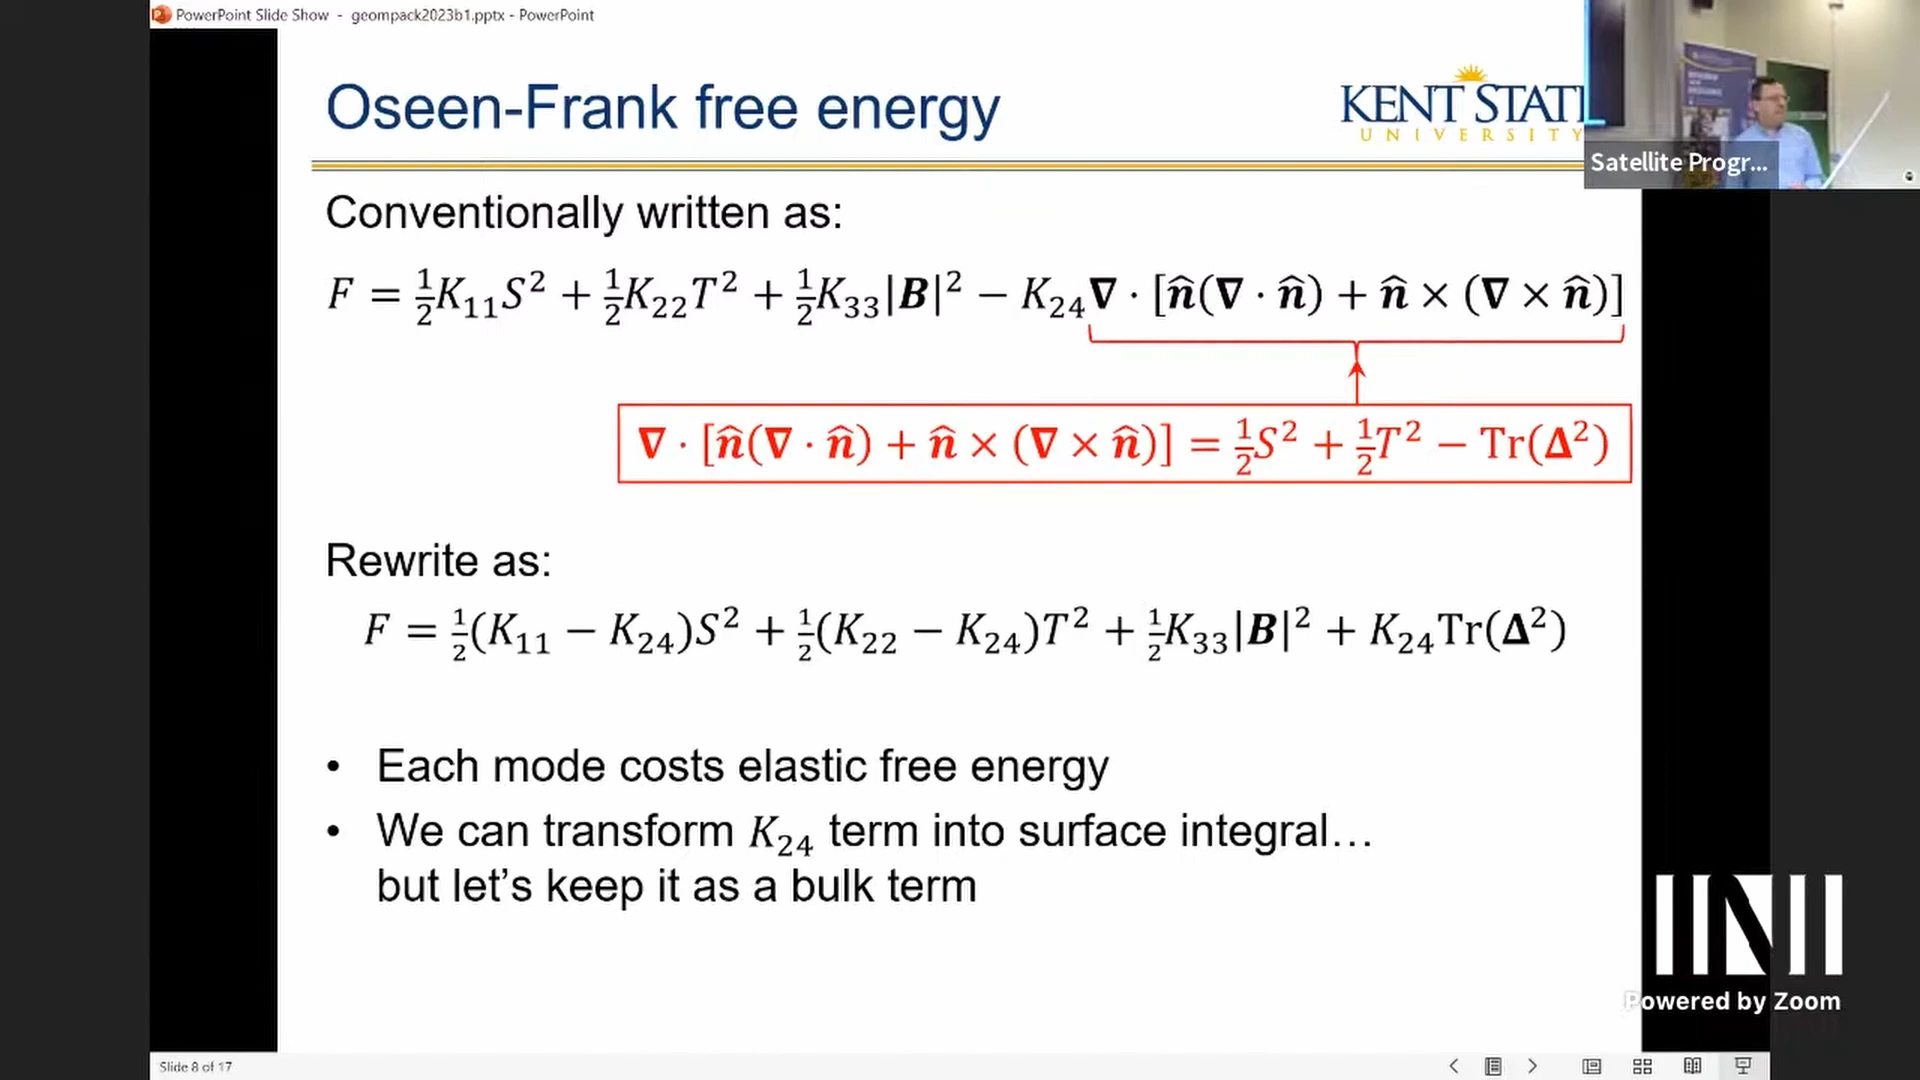 PowerPoint Slide Show - geompack2023b1.pptx - PowerPoint
Oseen-Frank free energy
KENT STAT
UNIVERSITY
Satellite Progr...
Conventionally written as:
F = ½K₁₁S² + ½K₂₂T² + ½K₃₃|𝑩|² − K₂₄𝛁 · [𝒏̂(𝛁 · 𝒏̂) + 𝒏̂ × (𝛁 × 𝒏̂)]
𝛁 · [𝒏̂(𝛁 · 𝒏̂) + 𝒏̂ × (𝛁 × 𝒏̂)] = ½S² + ½T² − Tr(𝚫²)
Rewrite as:
F = ½(K₁₁ − K₂₄)S² + ½(K₂₂ − K₂₄)T² + ½K₃₃|𝑩|² + K₂₄Tr(𝚫²)
• Each mode costs elastic free energy
• We can transform K₂₄ term into surface integral…
but let's keep it as a bulk term
Powered by Zoom
Slide 8 of 17